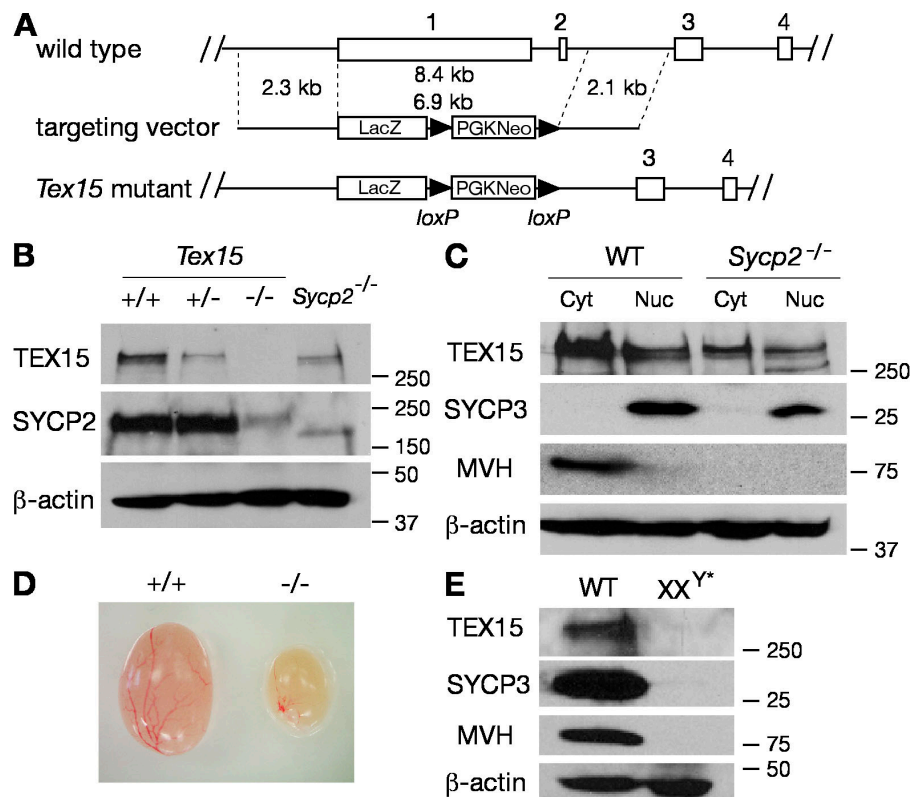 A
1 2 3 4
wild type // //
2.3 kb 8.4 kb 2.1 kb
6.9 kb
targeting vector LacZ PGKNeo
3 4
Tex15 mutant // LacZ PGKNeo //
loxP loxP
B
Tex15
+/+ +/- -/- Sycp2-/-
TEX15
250
SYCP2
250
150
β-actin
50
37
C
WT Sycp2-/-
Cyt Nuc Cyt Nuc
TEX15
250
SYCP3
25
MVH
75
β-actin
37
D
+/+ -/-
E
WT XXY*
TEX15
250
SYCP3
25
MVH
75
β-actin
50